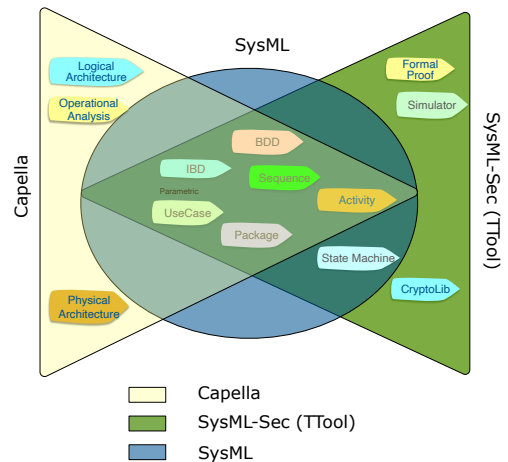 SysML
Logical
Architecture
Formal
Proof
Operational
Analysis
Simulator
BDD
IBD
Sequence
Parametric
Activity
UseCase
Package
State Machine
CryptoLib
Physical
Architecture
Capella
SysML-Sec (TTool)
Capella
SysML-Sec (TTool)
SysML